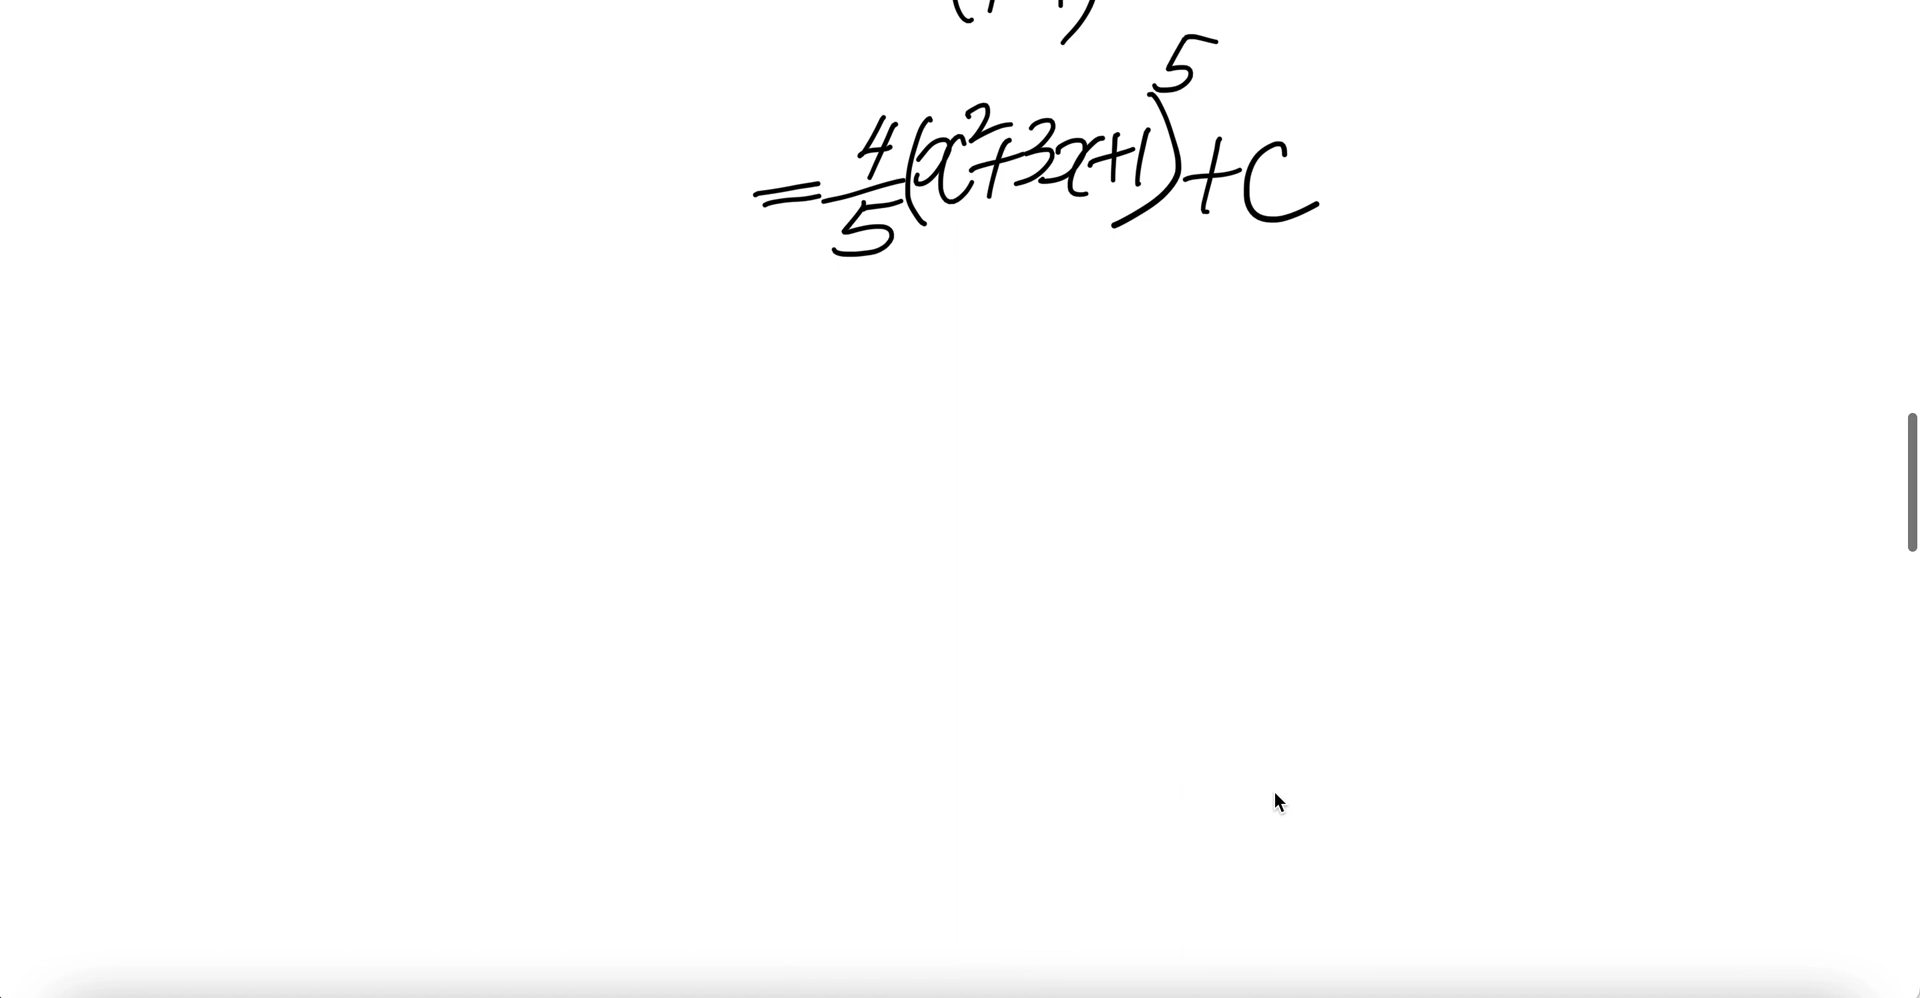 = 4/5 (x²+3x+1)⁵ + C